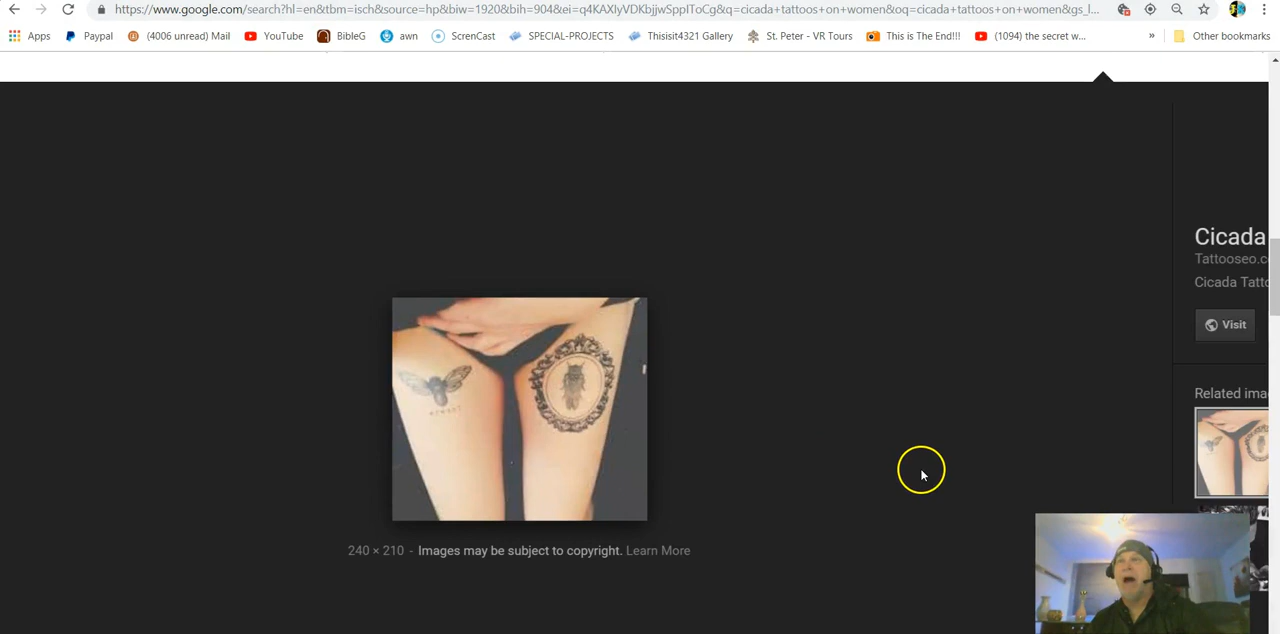 https://www.google.com/search?hl=en&tbm=isch&source=hp&biw=1920&bih=904&ei=q4KAXIyVDKbjjwSppIToCg&q=cicada+tattoos+on+women&oq=cicada+tattoos+on+women&gs_l...
Apps Paypal (4006 unread) Mail YouTube BibleG awn ScrenCast SPECIAL-PROJECTS Thisisit4321 Gallery St. Peter - VR Tours This is The End!!! (1094) the secret w... » Other bookmarks
Cicada
Tattooseo.c
Cicada Tatto
Visit
Related ima
240 × 210 - Images may be subject to copyright. Learn More